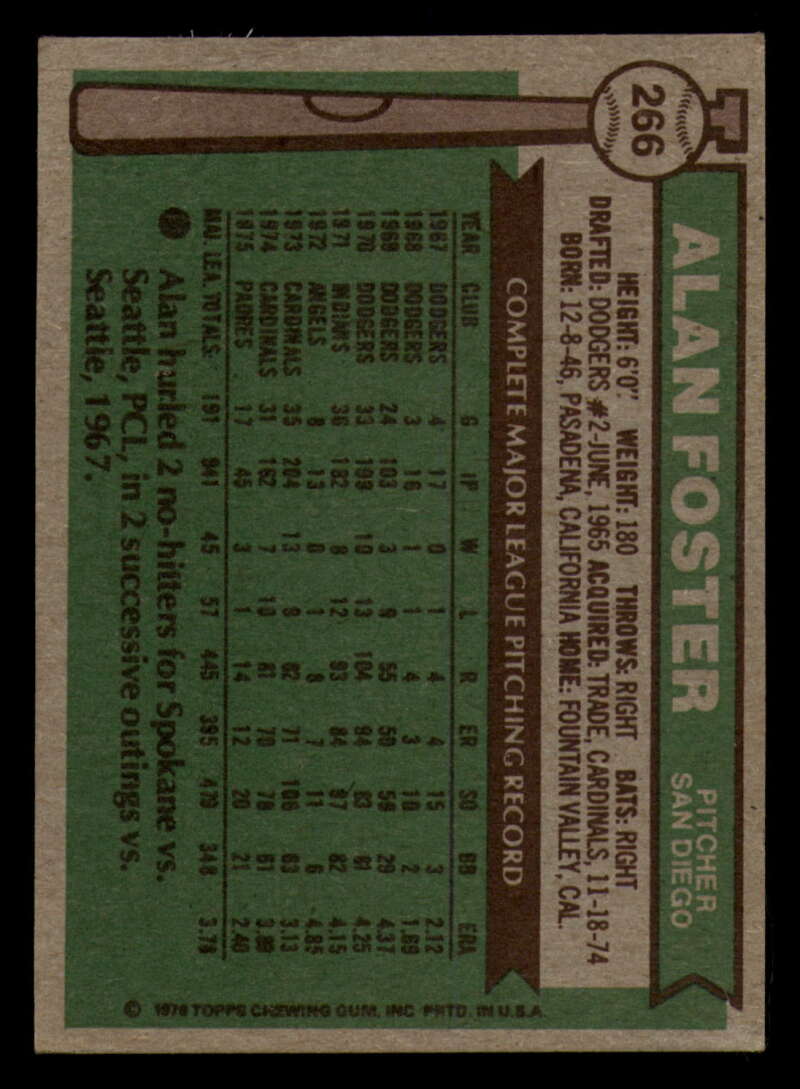 266
ALAN FOSTER
PITCHER
SAN DIEGO
HEIGHT: 6'0" WEIGHT: 180 THROWS: RIGHT BATS: RIGHT
DRAFTED: DODGERS #2-JUNE, 1965 ACQUIRED: TRADE, CARDINALS, 11-18-74
BORN: 12-8-46, PASADENA, CALIFORNIA HOME: FOUNTAIN VALLEY, CAL.
COMPLETE MAJOR LEAGUE PITCHING RECORD
YEAR CLUB G IP W L R ER SO BB ERA
1967 DODGERS 4 17 0 1 4 4 15 3 2.12
1968 DODGERS 3 16 1 1 4 3 10 2 1.69
1969 DODGERS 24 103 3 9 55 50 56 29 4.37
1970 DODGERS 33 199 10 13 104 94 83 81 4.25
1971 INDIANS 36 182 8 12 93 84 97 82 4.15
1972 ANGELS 8 13 0 1 8 7 11 6 4.85
1973 CARDINALS 35 204 13 9 82 71 106 63 3.13
1974 CARDINALS 31 162 7 10 81 70 78 61 3.89
1975 PADRES 17 45 3 1 14 12 20 21 2.40
MAJ. LEA. TOTALS 191 941 45 57 445 395 479 348 3.78
Alan hurled 2 no-hitters for Spokane vs.
Seattle, PCL, in 2 successive outings vs.
Seattle, 1967.
© 1976 TOPPS CHEWING GUM, INC PRTD. IN U.S.A.